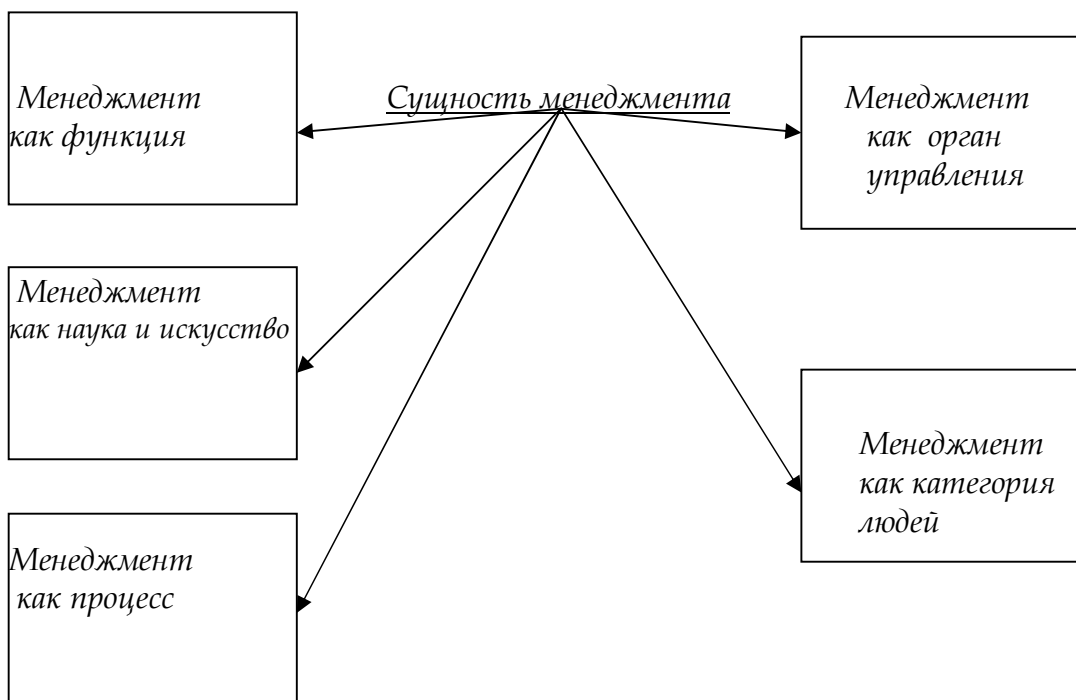 Сущность менеджмента
Менеджмент
как функция
Менеджмент
как наука и искусство
Менеджмент
как процесс
Менеджмент
как орган
управления
Менеджмент
как категория
людей